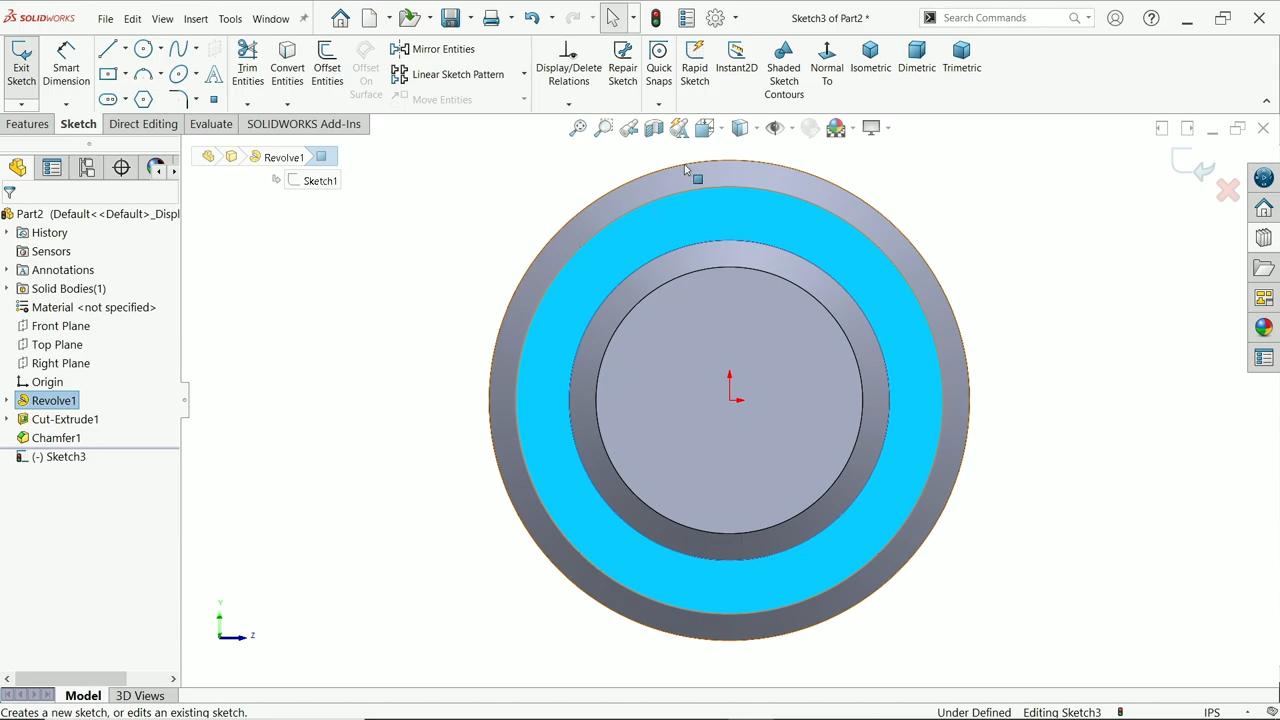 SOLIDWORKS File Edit View Insert Tools Window Sketch3 of Part2 * Search Commands
Exit Sketch
Smart Dimension
Trim Entities
Convert Entities
Offset Entities
Offset On Surface
Mirror Entities
Linear Sketch Pattern
Move Entities
Display/Delete Relations
Repair Sketch
Quick Snaps
Rapid Sketch
Instant2D
Shaded Sketch Contours
Normal To
Isometric
Dimetric
Trimetric
Features Sketch Direct Editing Evaluate SOLIDWORKS Add-Ins
Revolve1
Sketch1
Part2 (Default<<Default>_Displ
History
Sensors
Annotations
Solid Bodies(1)
Material <not specified>
Front Plane
Top Plane
Right Plane
Origin
Revolve1
Cut-Extrude1
Chamfer1
(-) Sketch3
Y
Z
Model 3D Views
Creates a new sketch, or edits an existing sketch. Under Defined Editing Sketch3 IPS